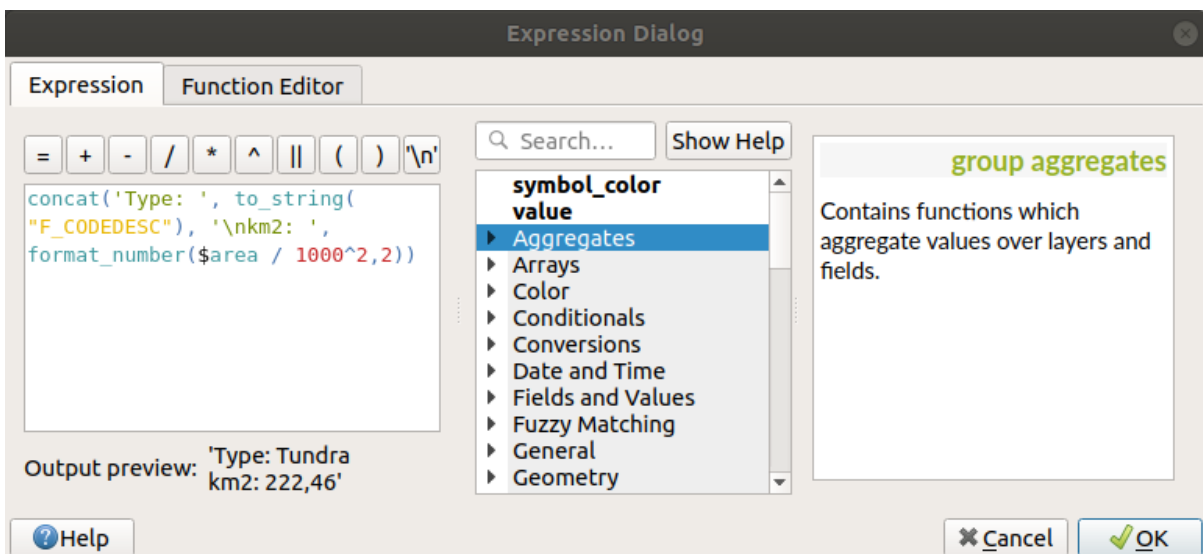 Expression Dialog
Expression
Function Editor
= + - / * ^ || ( ) '\n'
concat('Type: ', to_string(
"F_CODEDESC"), '\nkm2: ',
format_number($area / 1000^2,2))
Output preview: 'Type: Tundra
km2: 222,46'
Search...
Show Help
symbol_color
value
Aggregates
Arrays
Color
Conditionals
Conversions
Date and Time
Fields and Values
Fuzzy Matching
General
Geometry
group aggregates
Contains functions which
aggregate values over layers and
fields.
?Help
Cancel
OK